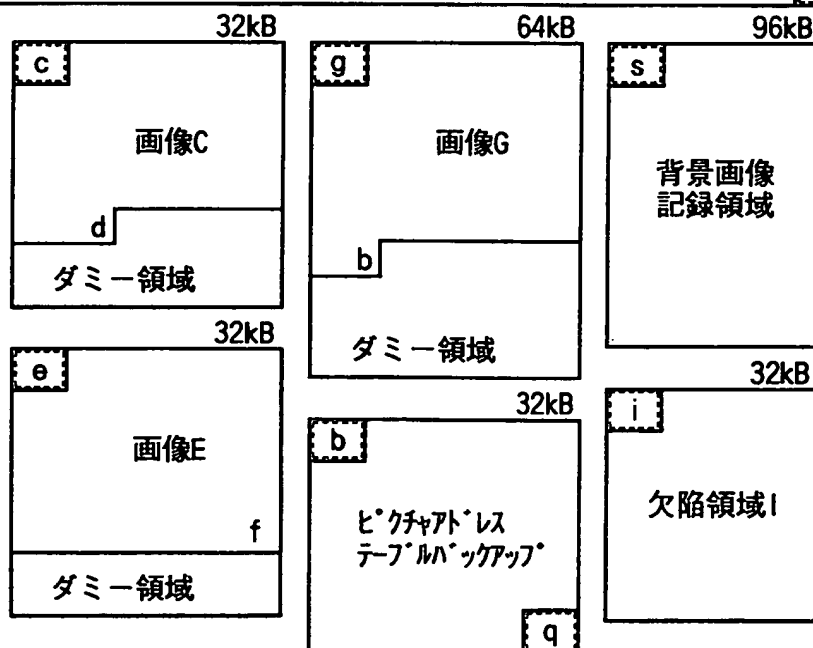 32kB
c
画像C
d
ダミー領域
32kB
e
画像E
f
ダミー領域
64kB
g
画像G
b
ダミー領域
32kB
b
ピクチャアドレス
テーブルバックアップ
q
96kB
s
背景画像
記録領域
32kB
i
欠陥領域I